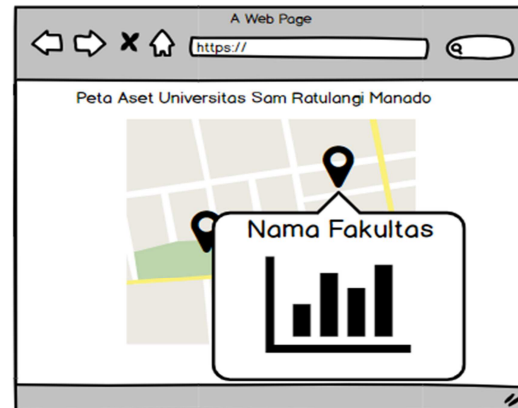 A Web Page
https://
Peta Aset Universitas Sam Ratulangi Manado
Nama Fakultas